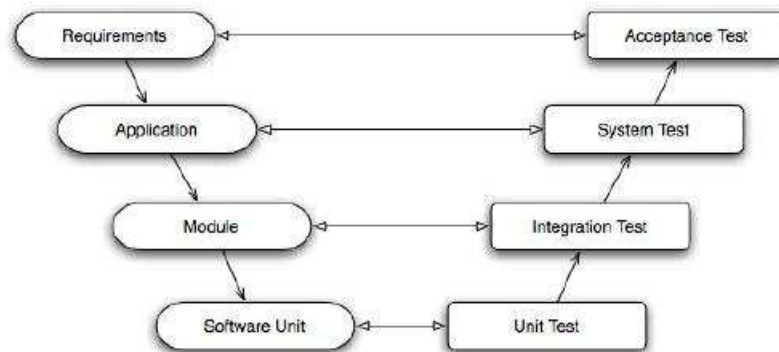 Requirements
Acceptance Test
Application
System Test
Module
Integration Test
Software Unit
Unit Test